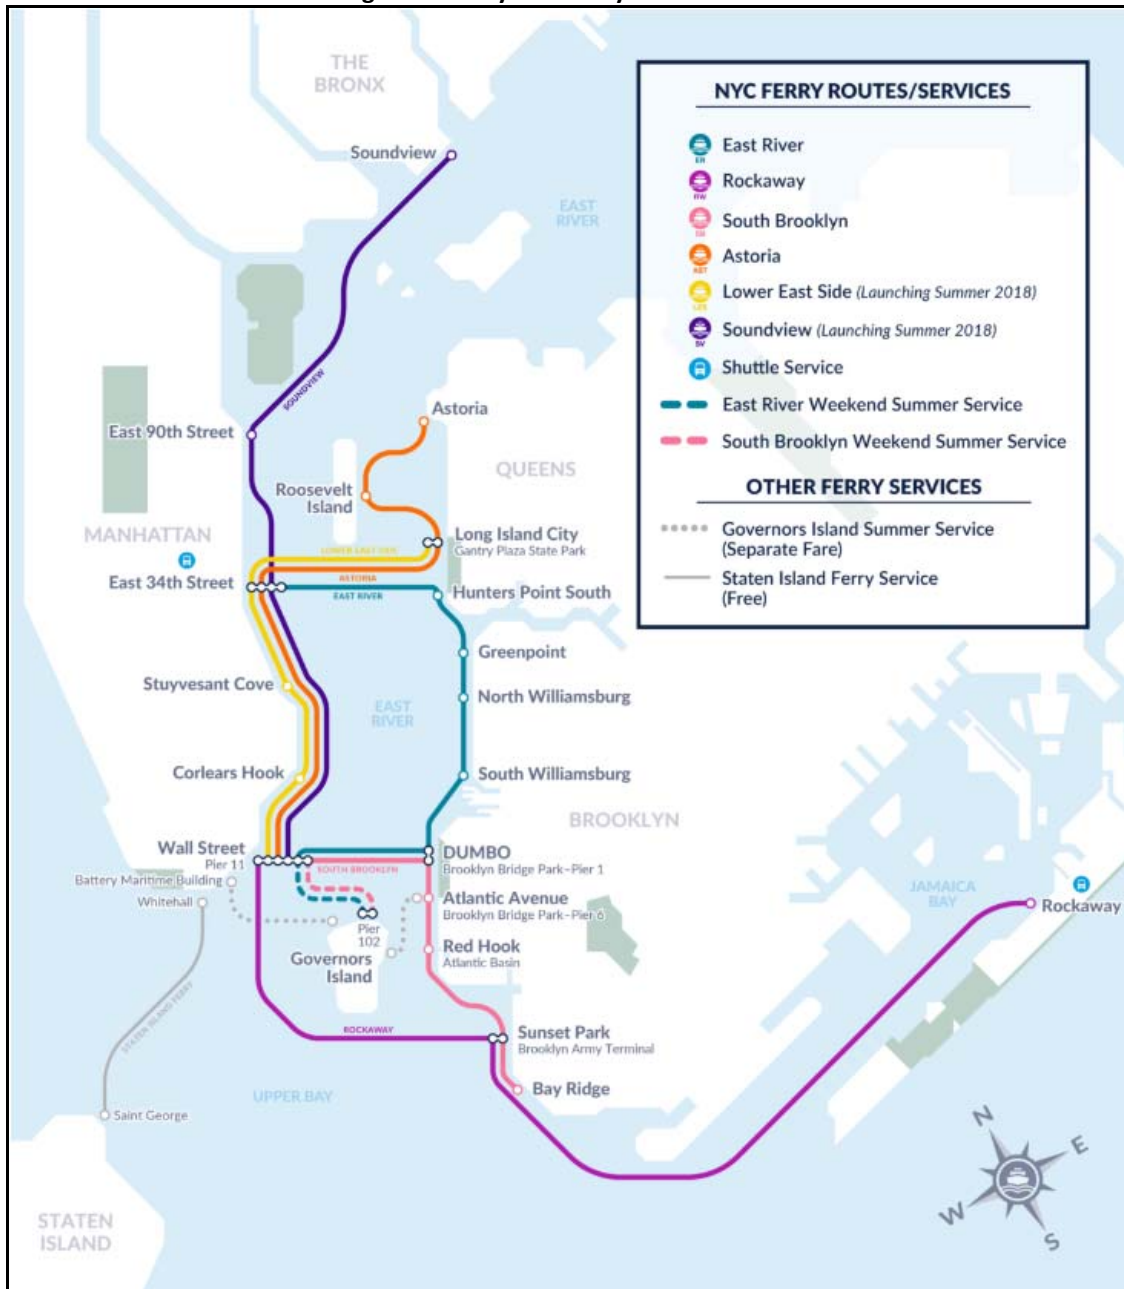 THE
BRONX
Soundview
EAST
RIVER
NYC FERRY ROUTES/SERVICES
ER
East River
RW
Rockaway
SB
South Brooklyn
AST
Astoria
LES
Lower East Side (Launching Summer 2018)
SV
Soundview (Launching Summer 2018)
Shuttle Service
East River Weekend Summer Service
South Brooklyn Weekend Summer Service
OTHER FERRY SERVICES
Governors Island Summer Service
(Separate Fare)
Staten Island Ferry Service
(Free)
SOUNDVIEW
East 90th Street
Astoria
QUEENS
Roosevelt
Island
MANHATTAN
Long Island City
Gantry Plaza State Park
LOWER EAST SIDE
East 34th Street
ASTORIA
EAST RIVER
Hunters Point South
Greenpoint
Stuyvesant Cove
North Williamsburg
EAST
RIVER
Corlears Hook
South Williamsburg
BROOKLYN
Wall Street
Pier 11
SOUTH BROOKLYN
DUMBO
Brooklyn Bridge Park–Pier 1
Battery Maritime Building
Whitehall
Atlantic Avenue
Brooklyn Bridge Park–Pier 6
JAMAICA
BAY
Rockaway
Pier
102
Governors
Island
Red Hook
Atlantic Basin
STATEN ISLAND FERRY
ROCKAWAY
Sunset Park
Brooklyn Army Terminal
Bay Ridge
UPPER BAY
Saint George
STATEN
ISLAND
N
E
W
S